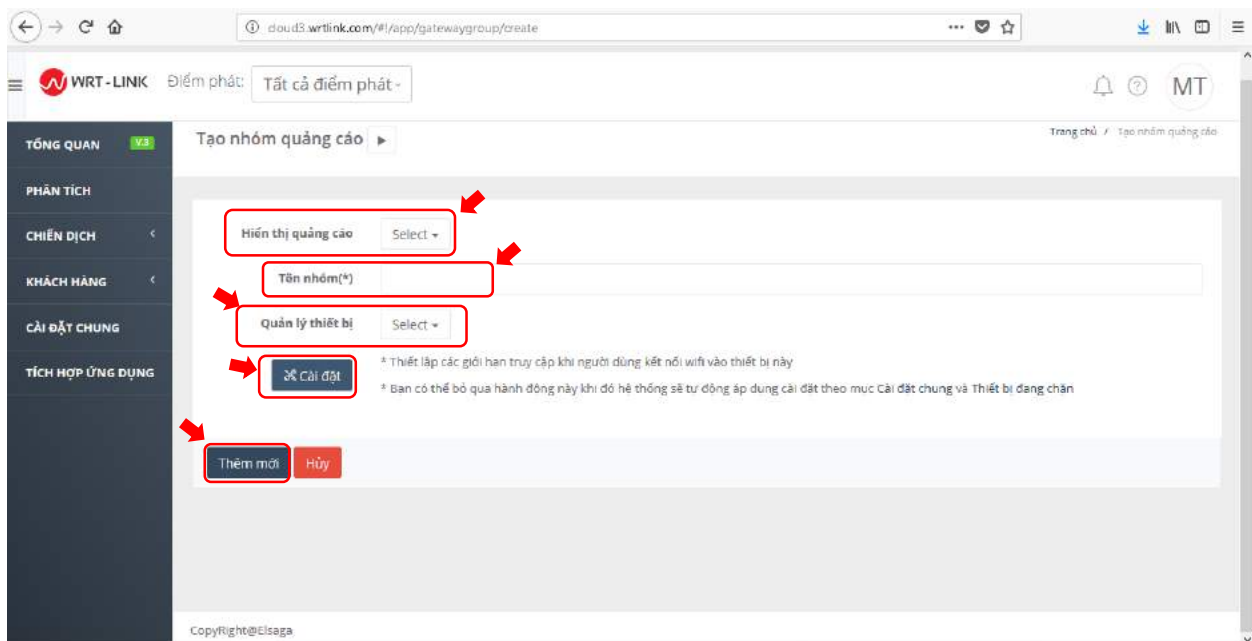 cloud3.wrtlink.com/#!/app/gatewaygroup/create
WRT-LINK Điểm phát: Tất cả điểm phát MT
TỔNG QUAN V.3 Tạo nhóm quảng cáo Trang chủ / Tạo nhóm quảng cáo
PHÂN TÍCH
CHIẾN DỊCH Hiển thị quảng cáo Select
KHÁCH HÀNG Tên nhóm(*)
CÀI ĐẶT CHUNG Quản lý thiết bị Select
TÍCH HỢP ỨNG DỤNG Cài đặt * Thiết lập các giới hạn truy cập khi người dùng kết nối wifi vào thiết bị này
* Bạn có thể bỏ qua hành động này khi đó hệ thống sẽ tự động áp dụng cài đặt theo mục Cài đặt chung và Thiết bị đang chặn
Thêm mới Hủy
CopyRight@Elsaga